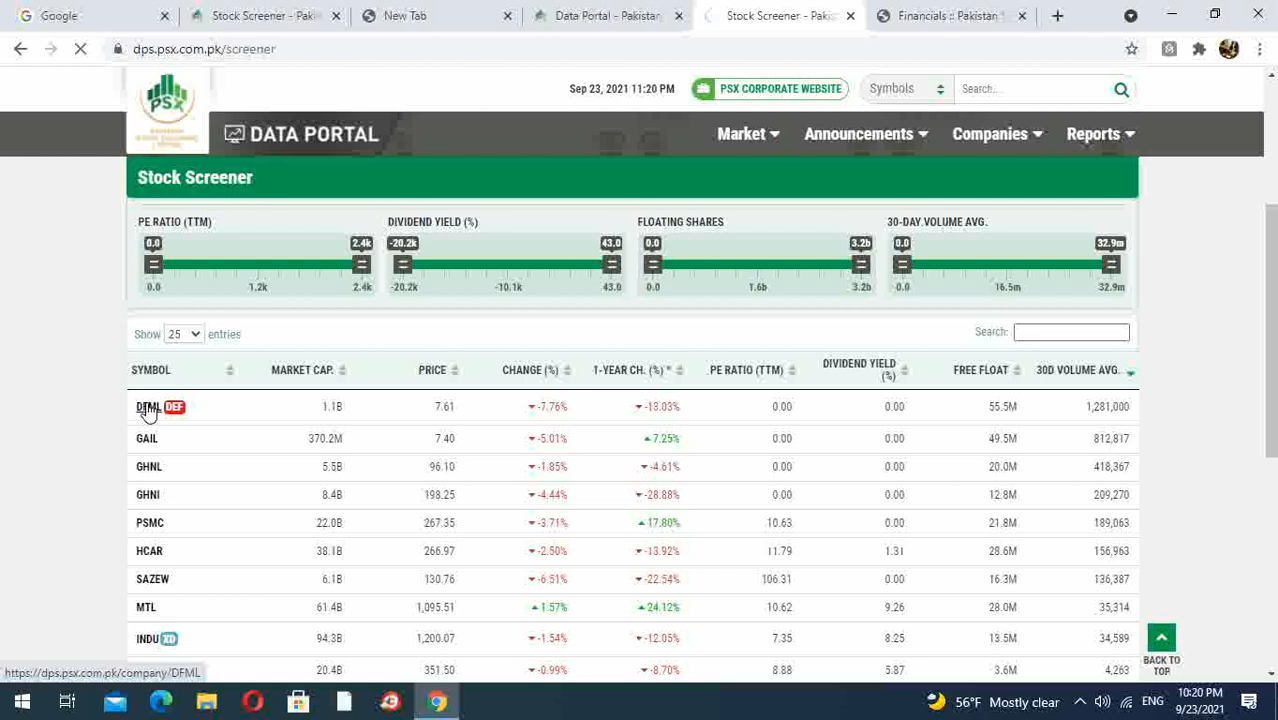 Google
Stock Screener - Paki
New Tab
Data Portal - Pakistan
Stock Screener - Pakis
Financials :: Pakistan
dps.psx.com.pk/screener
PSX
Sep 23, 2021 11:20 PM
PSX CORPORATE WEBSITE
Symbols
Search...
DATA PORTAL
Market
Announcements
Companies
Reports
Stock Screener
PE RATIO (TTM)
DIVIDEND YIELD (%)
FLOATING SHARES
30-DAY VOLUME AVG.
0.0 2.4k -20.2k 43.0 0.0 3.2b 0.0 32.9m
0.0 1.2k 2.4k -20.2k -10.1k 43.0 0.0 1.6b 3.2b 0.0 16.5m 32.9m
Show 25 entries
Search:
SYMBOL MARKET CAP. PRICE CHANGE (%) 1-YEAR CH. (%) * PE RATIO (TTM) DIVIDEND YIELD (%) FREE FLOAT 30D VOLUME AVG.
DFML DEF 1.1B 7.61 -7.76% -13.03% 0.00 0.00 55.5M 1,281,000
GAIL 370.2M 7.40 -5.01% 7.25% 0.00 0.00 49.5M 812,817
GHNL 5.5B 96.10 -1.85% -4.61% 0.00 0.00 20.0M 418,367
GHNI 8.4B 198.25 -4.44% -28.88% 0.00 0.00 12.8M 209,270
PSMC 22.0B 267.35 -3.71% 17.80% 10.63 0.00 21.8M 189,063
HCAR 38.1B 266.97 -2.50% -13.92% 11.79 1.31 28.6M 156,963
SAZEW 6.1B 130.76 -6.51% -22.54% 106.31 0.00 16.3M 136,387
MTL 61.4B 1,095.51 1.57% 24.12% 10.62 9.26 28.0M 35,314
INDU XD 94.3B 1,200.07 -1.54% -12.05% 7.35 8.25 13.5M 34,589
20.4B 351.50 -0.99% -8.70% 8.88 5.87 3.6M 4,263
BACK TO
TOP
https://dps.psx.com.pk/company/DFML
56°F Mostly clear
ENG
10:20 PM
9/23/2021